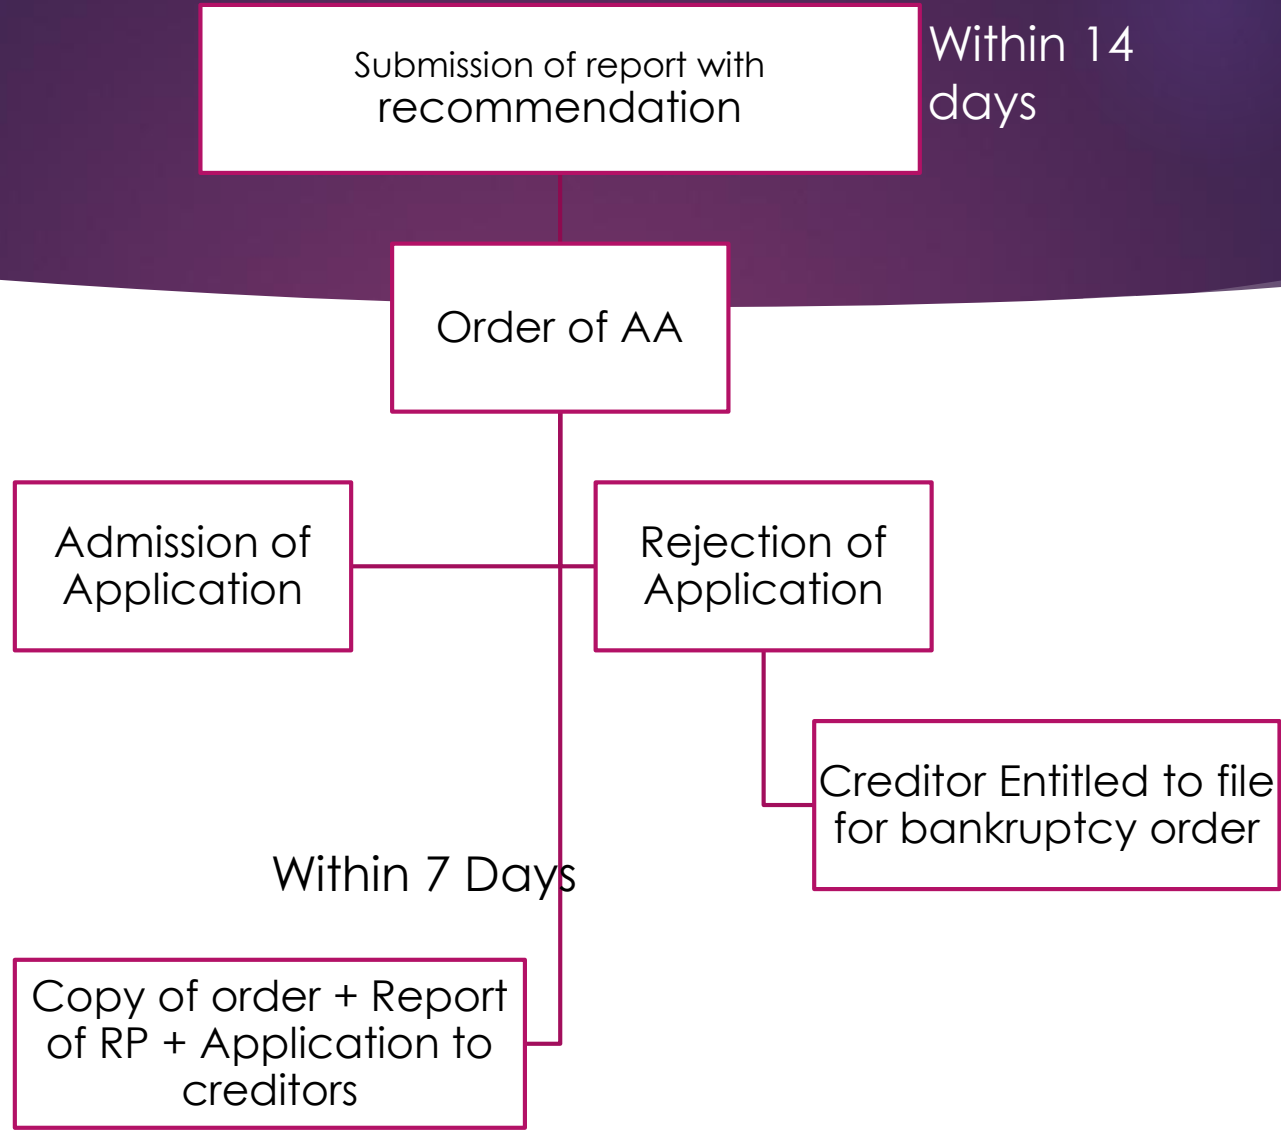 Submission of report with
recommendation
Within 14
days
Order of AA
Admission of
Application
Rejection of
Application
Creditor Entitled to file
for bankruptcy order
Within 7 Days
Copy of order + Report
of RP + Application to
creditors